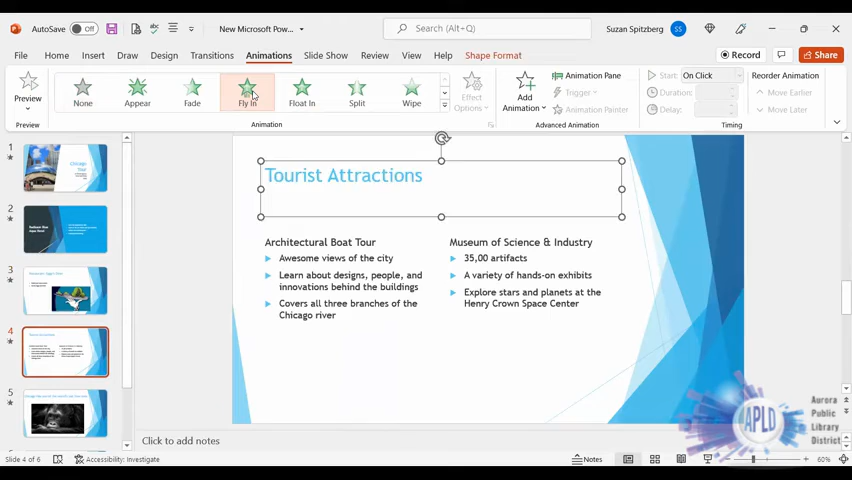 AutoSave Off New Microsoft Pow... Search (Alt+Q) Suzan Spitzberg SS
File Home Insert Draw Design Transitions Animations Slide Show Review View Help Shape Format Record Share
Preview None Appear Fade Fly In Float In Split Wipe Effect Options Add Animation
Animation Pane
Trigger
Animation Painter
Start: On Click
Duration:
Delay:
Reorder Animation
Move Earlier
Move Later
Preview Animation Advanced Animation Timing
1
Chicago
Tour
2
3
4
5
Tourist Attractions
Architectural Boat Tour
Awesome views of the city
Learn about designs, people, and
innovations behind the buildings
Covers all three branches of the
Chicago river
Museum of Science & Industry
35,00 artifacts
A variety of hands-on exhibits
Explore stars and planets at the
Henry Crown Space Center
Click to add notes
APLD
Aurora
Public
Library
District
Slide 4 of 6 Accessibility: Investigate Notes 60%